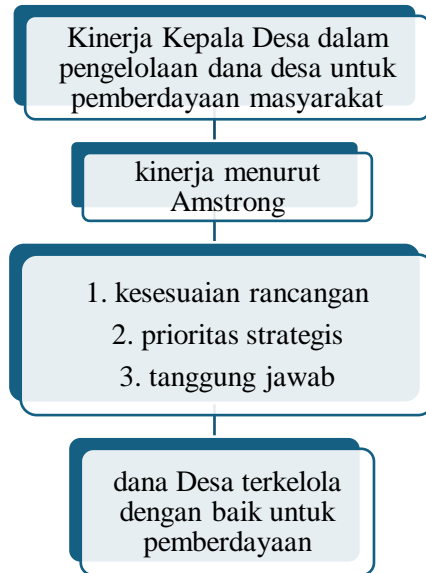 Kinerja Kepala Desa dalam
pengelolaan dana desa untuk
pemberdayaan masyarakat
kinerja menurut
Amstrong
1. kesesuaian rancangan
2. prioritas strategis
3. tanggung jawab
dana Desa terkelola
dengan baik untuk
pemberdayaan